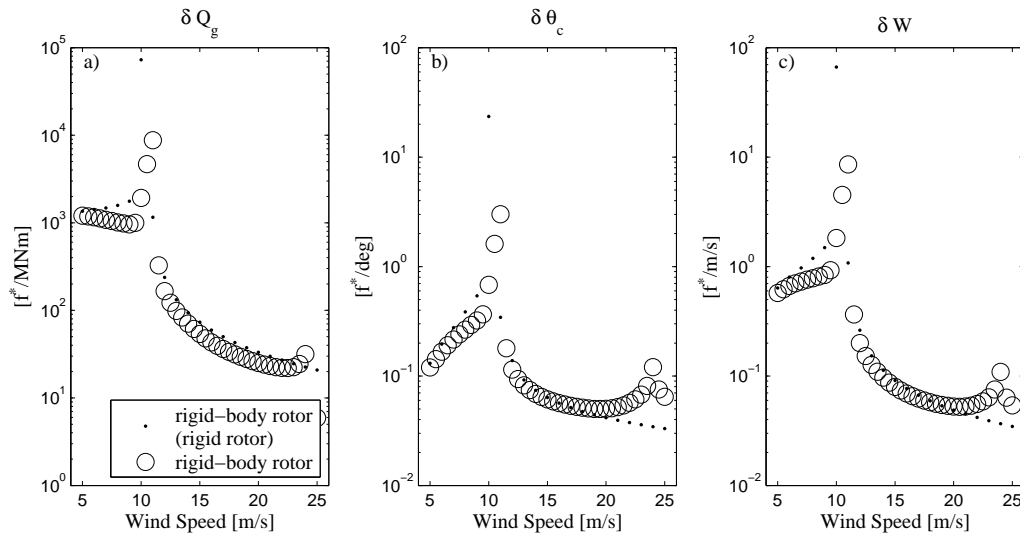 δ Q_g
δ θ_c
δ W
a)
b)
c)
10^5
10^4
10^3
10^2
10^1
10^0
[f*/MNm]
5 10 15 20 25
Wind Speed [m/s]
rigid−body rotor
(rigid rotor)
rigid−body rotor
10^2
10^1
10^0
10^−1
10^−2
[f*/deg]
5 10 15 20 25
Wind Speed [m/s]
10^2
10^1
10^0
10^−1
10^−2
[f*/m/s]
5 10 15 20 25
Wind Speed [m/s]